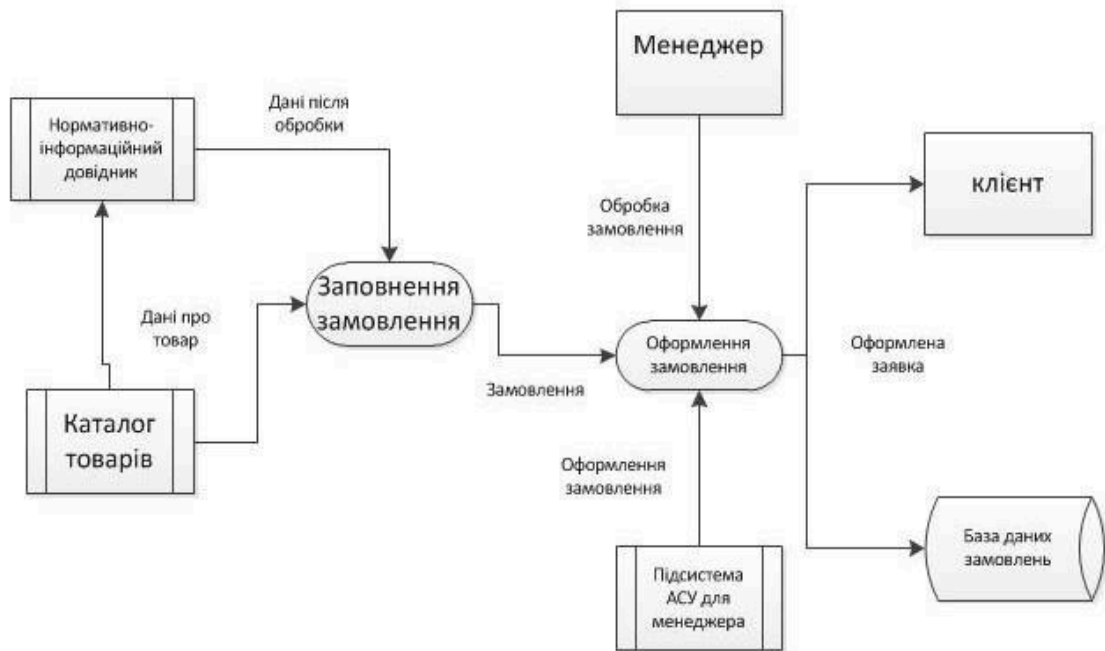 Менеджер
Дані після
обробки
Нормативно-
інформаційний
довідник
клієнт
Обробка
замовлення
Заповнення
замовлення
Дані про
товар
Оформлення
замовлення
Оформлена
заявка
Замовлення
Каталог
товарів
Оформлення
замовлення
База даних
замовлень
Підсистема
АСУ для
менеджера